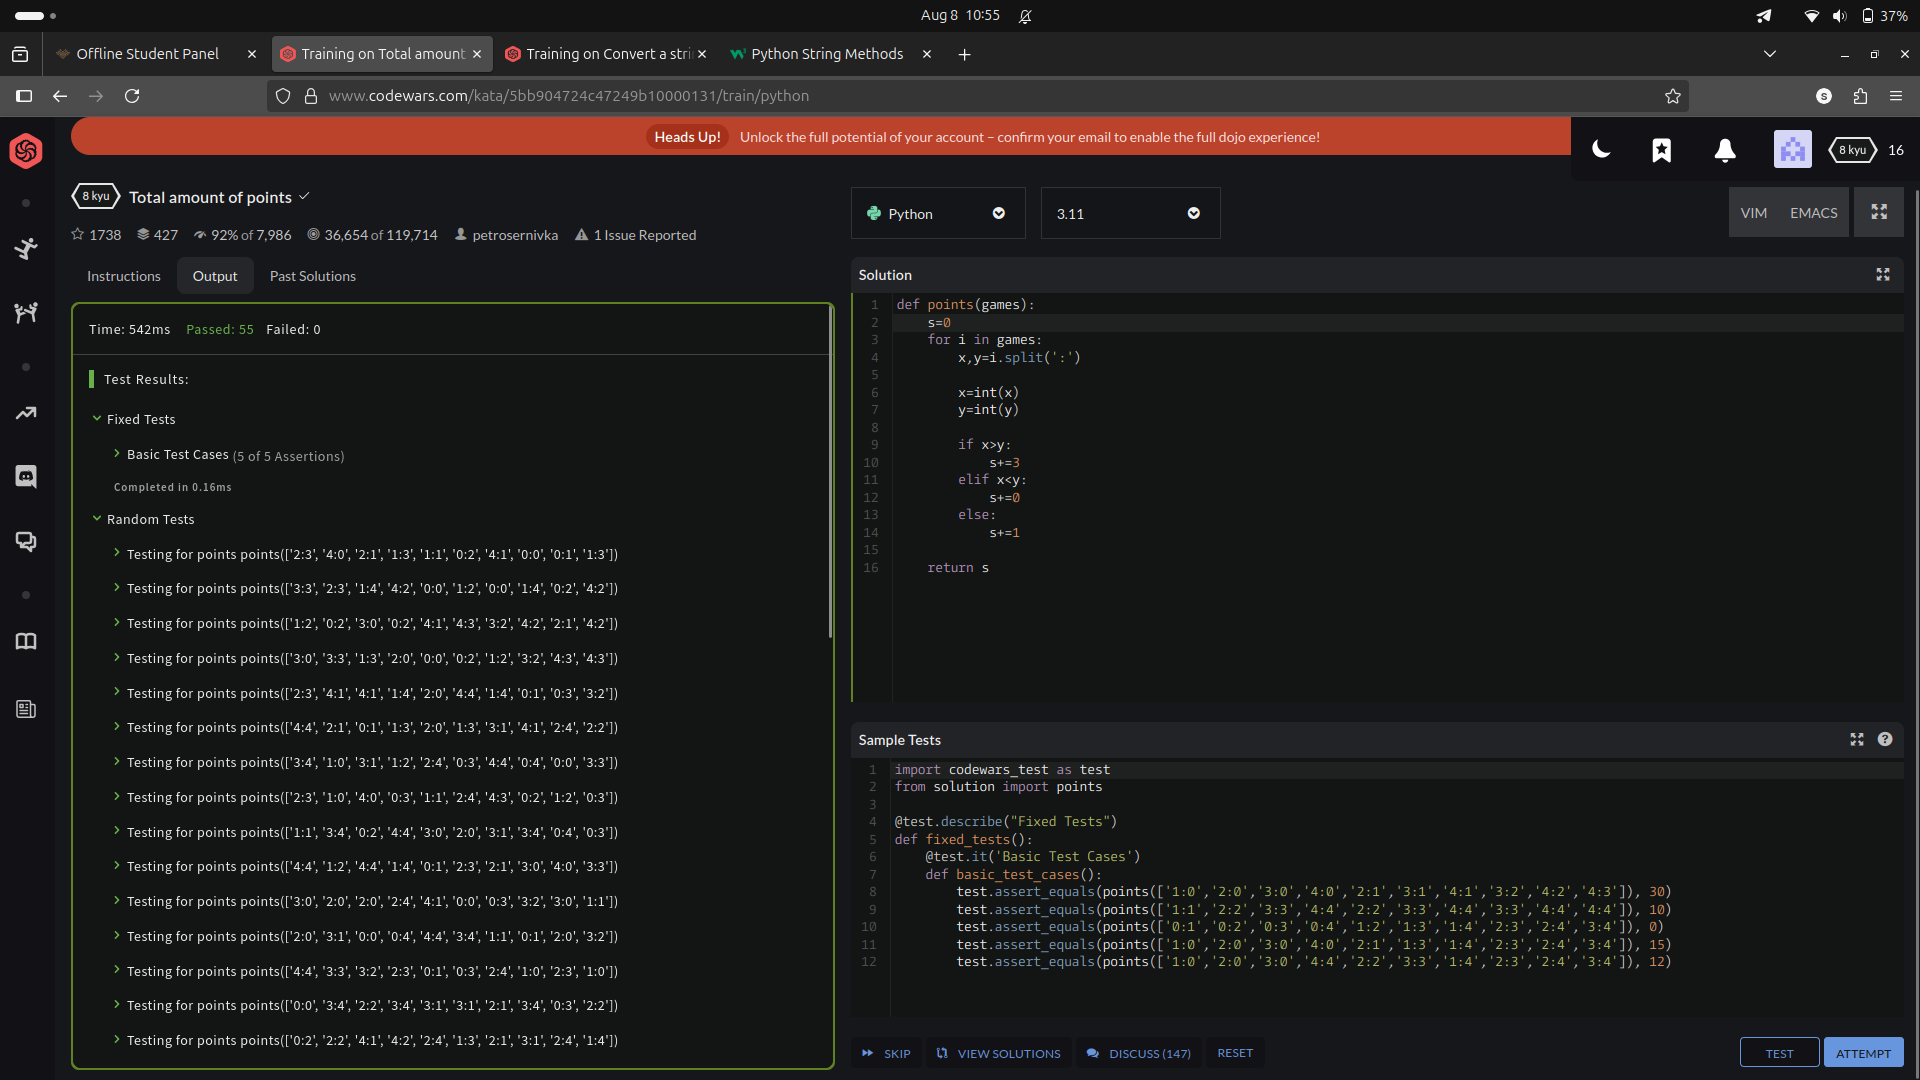 Aug 8 10:55
37%
Offline Student Panel
Training on Total amount
Training on Convert a stri
Python String Methods
www.codewars.com/kata/5bb904724c47249b10000131/train/python
S
Heads Up! Unlock the full potential of your account – confirm your email to enable the full dojo experience!
8 kyu 16
8 kyu Total amount of points
1738 427 92% of 7,986 36,654 of 119,714 petrosernivka 1 Issue Reported
Instructions Output Past Solutions
Time: 542ms Passed: 55 Failed: 0
Test Results:
Fixed Tests
Basic Test Cases (5 of 5 Assertions)
Completed in 0.16ms
Random Tests
Testing for points points(['2:3', '4:0', '2:1', '1:3', '1:1', '0:2', '4:1', '0:0', '0:1', '1:3'])
Testing for points points(['3:3', '2:3', '1:4', '4:2', '0:0', '1:2', '0:0', '1:4', '0:2', '4:2'])
Testing for points points(['1:2', '0:2', '3:0', '0:2', '4:1', '4:3', '3:2', '4:2', '2:1', '4:2'])
Testing for points points(['3:0', '3:3', '1:3', '2:0', '0:0', '0:2', '1:2', '3:2', '4:3', '4:3'])
Testing for points points(['2:3', '4:1', '4:1', '1:4', '2:0', '4:4', '1:4', '0:1', '0:3', '3:2'])
Testing for points points(['4:4', '2:1', '0:1', '1:3', '2:0', '1:3', '3:1', '4:1', '2:4', '2:2'])
Testing for points points(['3:4', '1:0', '3:1', '1:2', '2:4', '0:3', '4:4', '0:4', '0:0', '3:3'])
Testing for points points(['2:3', '1:0', '4:0', '0:3', '1:1', '2:4', '4:3', '0:2', '1:2', '0:3'])
Testing for points points(['1:1', '3:4', '0:2', '4:4', '3:0', '2:0', '3:1', '3:4', '0:4', '0:3'])
Testing for points points(['4:4', '1:2', '4:4', '1:4', '0:1', '2:3', '2:1', '3:0', '4:0', '3:3'])
Testing for points points(['3:0', '2:0', '2:0', '2:4', '4:1', '0:0', '0:3', '3:2', '3:0', '1:1'])
Testing for points points(['2:0', '3:1', '0:0', '0:4', '4:4', '3:4', '1:1', '0:1', '2:0', '3:2'])
Testing for points points(['4:4', '3:3', '3:2', '2:3', '0:1', '0:3', '2:4', '1:0', '2:3', '1:0'])
Testing for points points(['0:0', '3:4', '2:2', '3:4', '3:1', '3:1', '2:1', '3:4', '0:3', '2:2'])
Testing for points points(['0:2', '2:2', '4:1', '4:2', '2:4', '1:3', '2:1', '3:1', '2:4', '1:4'])
Python 3.11 VIM EMACS
Solution
1 def points(games):
2 s=0
3 for i in games:
4 x,y=i.split(':')
5
6 x=int(x)
7 y=int(y)
8
9 if x>y:
10 s+=3
11 elif x<y:
12 s+=0
13 else:
14 s+=1
15
16 return s
Sample Tests
1 import codewars_test as test
2 from solution import points
3
4 @test.describe("Fixed Tests")
5 def fixed_tests():
6 @test.it('Basic Test Cases')
7 def basic_test_cases():
8 test.assert_equals(points(['1:0','2:0','3:0','4:0','2:1','3:1','4:1','3:2','4:2','4:3']), 30)
9 test.assert_equals(points(['1:1','2:2','3:3','4:4','2:2','3:3','4:4','3:3','4:4','4:4']), 10)
10 test.assert_equals(points(['0:1','0:2','0:3','0:4','1:2','1:3','1:4','2:3','2:4','3:4']), 0)
11 test.assert_equals(points(['1:0','2:0','3:0','4:0','2:1','1:3','1:4','2:3','2:4','3:4']), 15)
12 test.assert_equals(points(['1:0','2:0','3:0','4:4','2:2','3:3','1:4','2:3','2:4','3:4']), 12)
SKIP VIEW SOLUTIONS DISCUSS (147) RESET TEST ATTEMPT